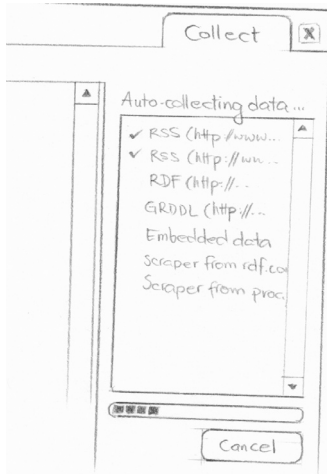 Collect X
Auto-collecting data...
✓ RSS (http://www...
✓ RSS (http://ww...
RDF (http://...
GRDDL (http://...
Embedded data
Scraper from rdf.co
Scraper from proc
Cancel